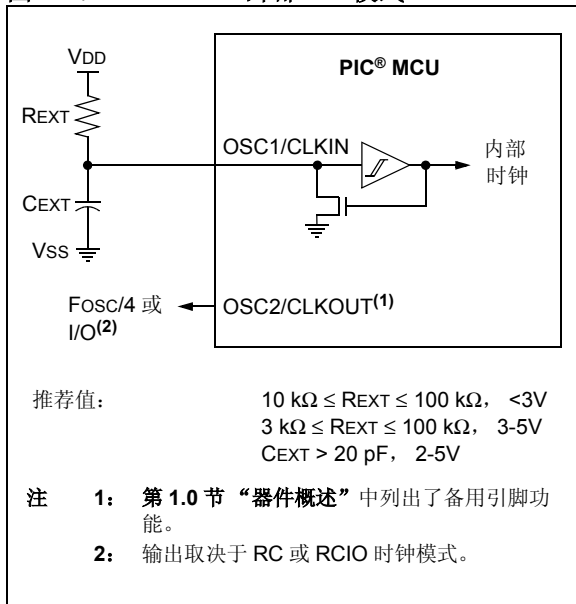 VDD
PIC® MCU
REXT
OSC1/CLKIN
内部
时钟
CEXT
VSS
FOSC/4 或
I/O(2)
OSC2/CLKOUT(1)
推荐值： 10 kΩ ≤ REXT ≤ 100 kΩ， <3V
3 kΩ ≤ REXT ≤ 100 kΩ， 3-5V
CEXT > 20 pF， 2-5V
注 1： 第 1.0 节 “器件概述”中列出了备用引脚功
能。
2： 输出取决于 RC 或 RCIO 时钟模式。